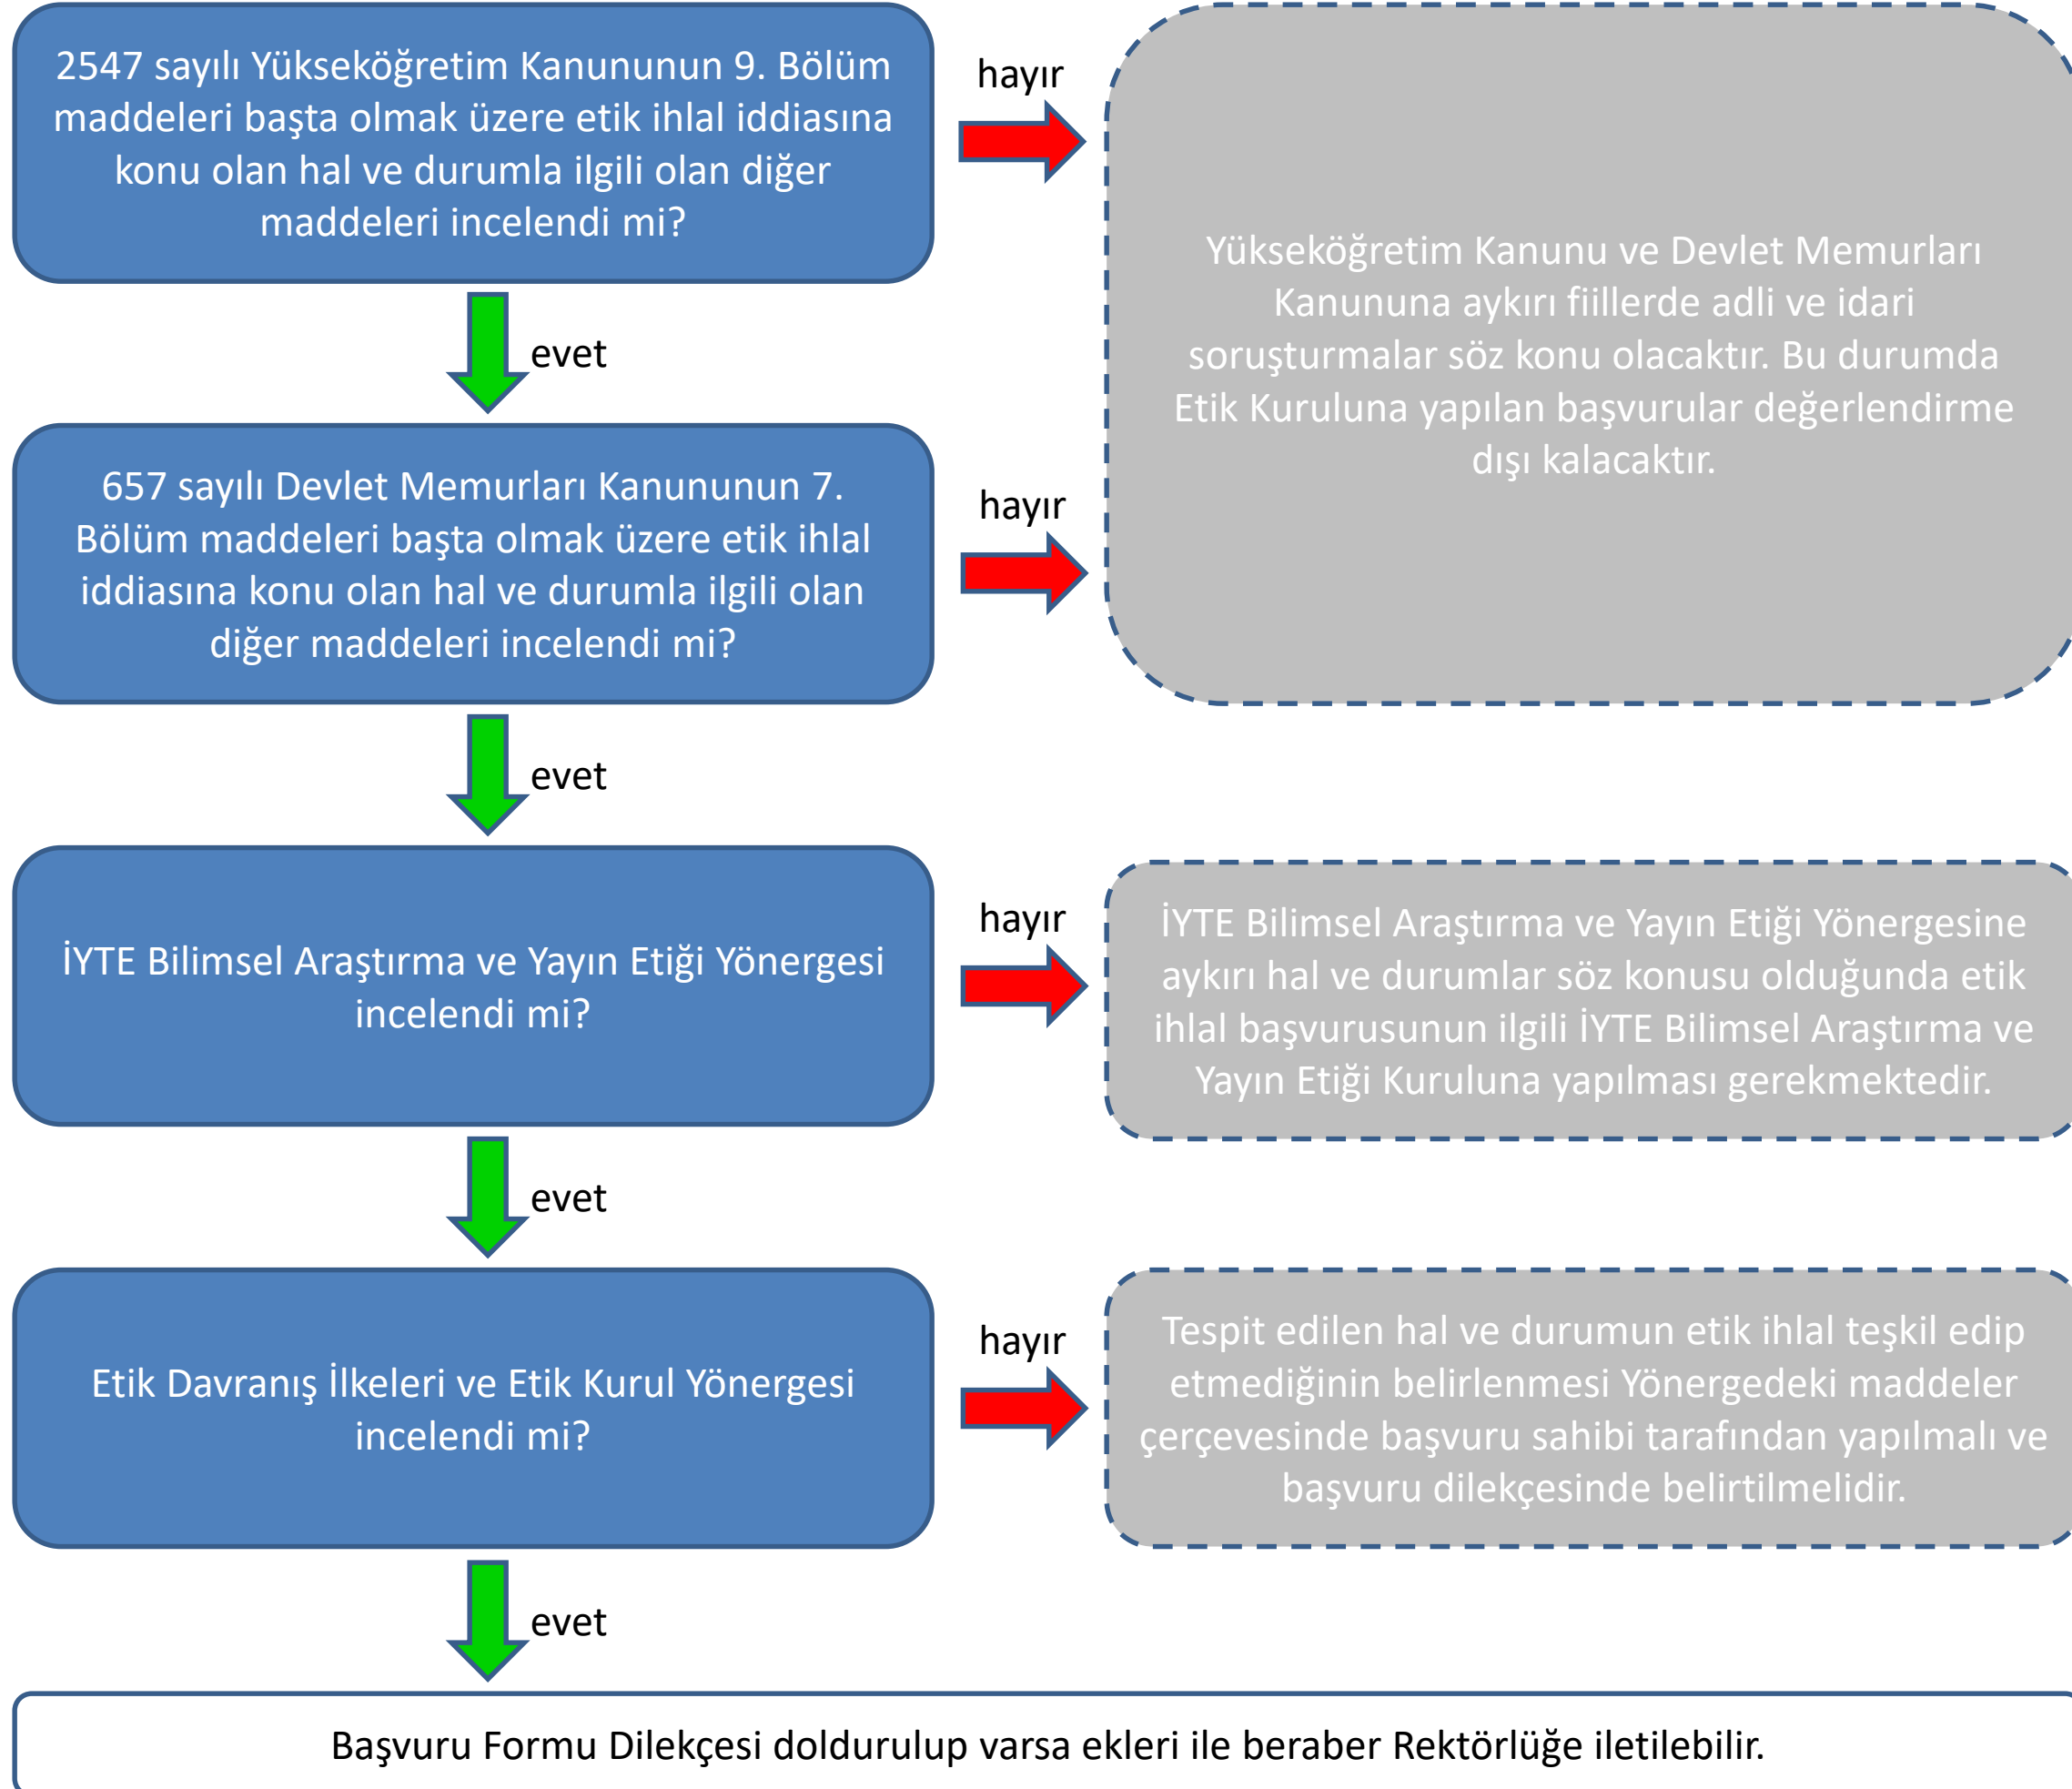 2547 sayılı Yükseköğretim Kanununun 9. Bölüm
maddeleri başta olmak üzere etik ihlal iddiasına
konu olan hal ve durumla ilgili olan diğer
maddeleri incelendi mi?
hayır
Yükseköğretim Kanunu ve Devlet Memurları
Kanununa aykırı fiillerde adli ve idari
soruşturmalar söz konu olacaktır. Bu durumda
Etik Kuruluna yapılan başvurular değerlendirme
dışı kalacaktır.
evet
657 sayılı Devlet Memurları Kanununun 7.
Bölüm maddeleri başta olmak üzere etik ihlal
iddiasına konu olan hal ve durumla ilgili olan
diğer maddeleri incelendi mi?
hayır
evet
İYTE Bilimsel Araştırma ve Yayın Etiği Yönergesi
incelendi mi?
hayır
İYTE Bilimsel Araştırma ve Yayın Etiği Yönergesine
aykırı hal ve durumlar söz konusu olduğunda etik
ihlal başvurusunun ilgili İYTE Bilimsel Araştırma ve
Yayın Etiği Kuruluna yapılması gerekmektedir.
evet
Etik Davranış İlkeleri ve Etik Kurul Yönergesi
incelendi mi?
hayır
Tespit edilen hal ve durumun etik ihlal teşkil edip
etmediğinin belirlenmesi Yönergedeki maddeler
çerçevesinde başvuru sahibi tarafından yapılmalı ve
başvuru dilekçesinde belirtilmelidir.
evet
Başvuru Formu Dilekçesi doldurulup varsa ekleri ile beraber Rektörlüğe iletilebilir.